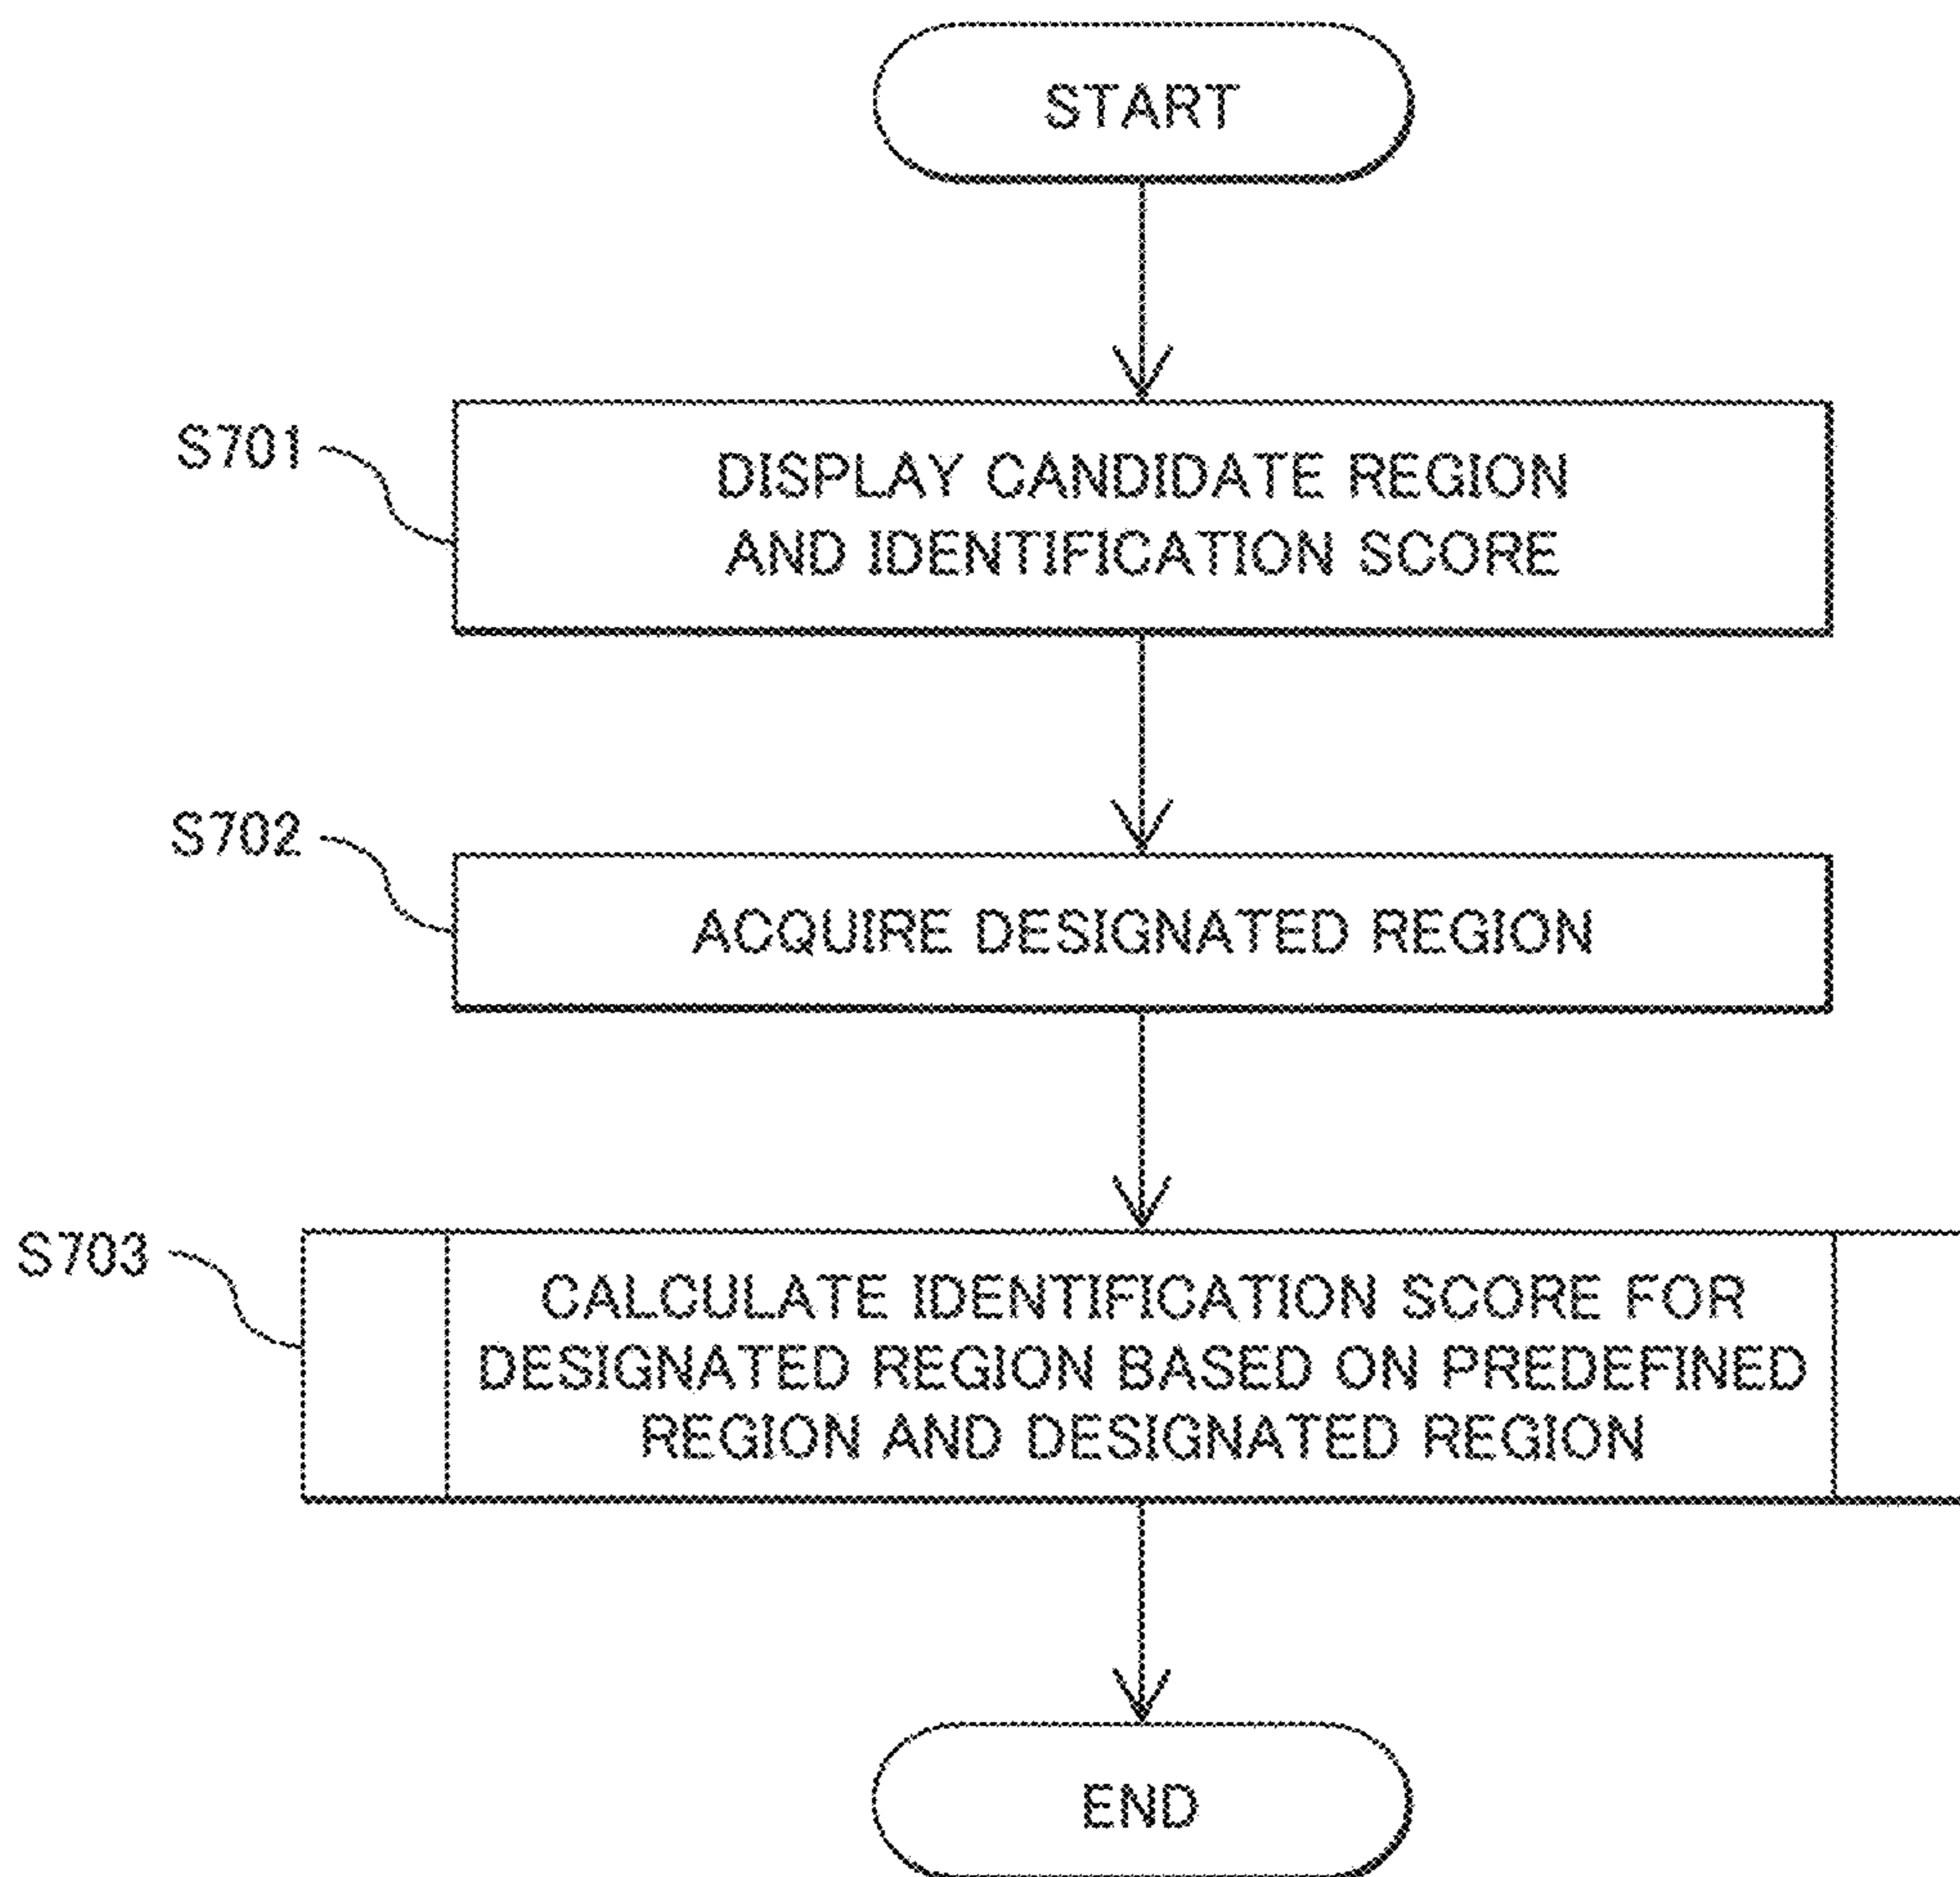 START
S701
DISPLAY CANDIDATE REGION
AND IDENTIFICATION SCORE
S702
ACQUIRE DESIGNATED REGION
S703
CALCULATE IDENTIFICATION SCORE FOR
DESIGNATED REGION BASED ON PREDEFINED
REGION AND DESIGNATED REGION
END